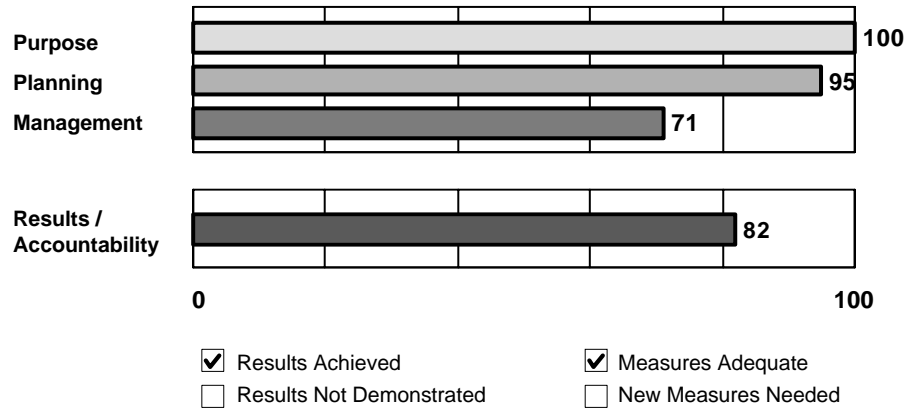 Purpose 100
Planning 95
Management 71
Results /
Accountability 82
0 100
Results Achieved Measures Adequate
Results Not Demonstrated New Measures Needed